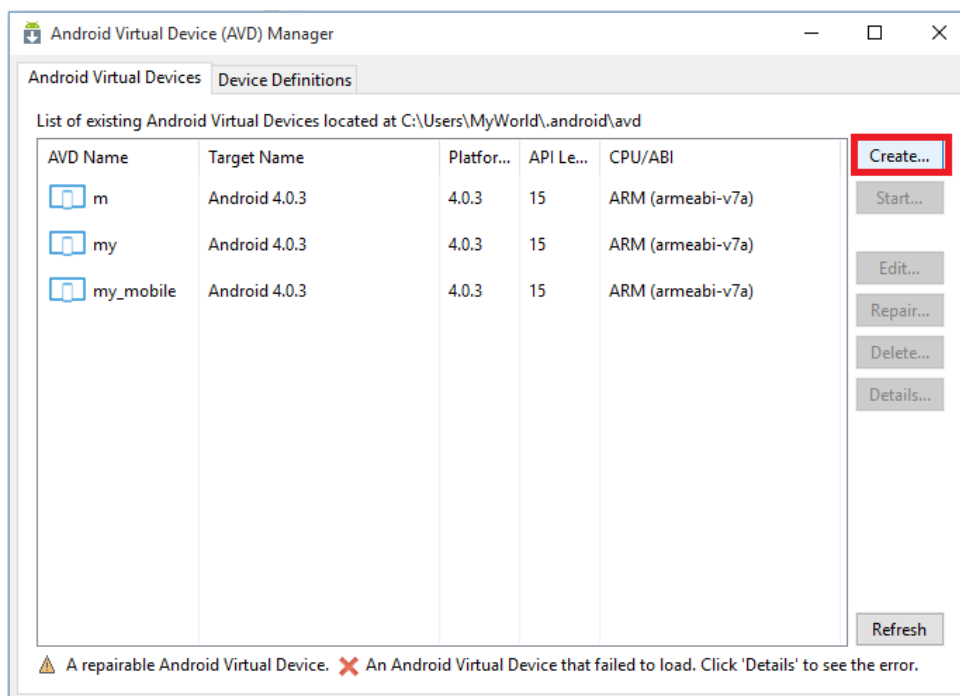 Android Virtual Device (AVD) Manager
Android Virtual Devices Device Definitions
List of existing Android Virtual Devices located at C:\Users\MyWorld\.android\avd
AVD Name Target Name Platfor... API Le... CPU/ABI
m Android 4.0.3 4.0.3 15 ARM (armeabi-v7a)
my Android 4.0.3 4.0.3 15 ARM (armeabi-v7a)
my_mobile Android 4.0.3 4.0.3 15 ARM (armeabi-v7a)
Create...
Start...
Edit...
Repair...
Delete...
Details...
Refresh
A repairable Android Virtual Device. An Android Virtual Device that failed to load. Click 'Details' to see the error.